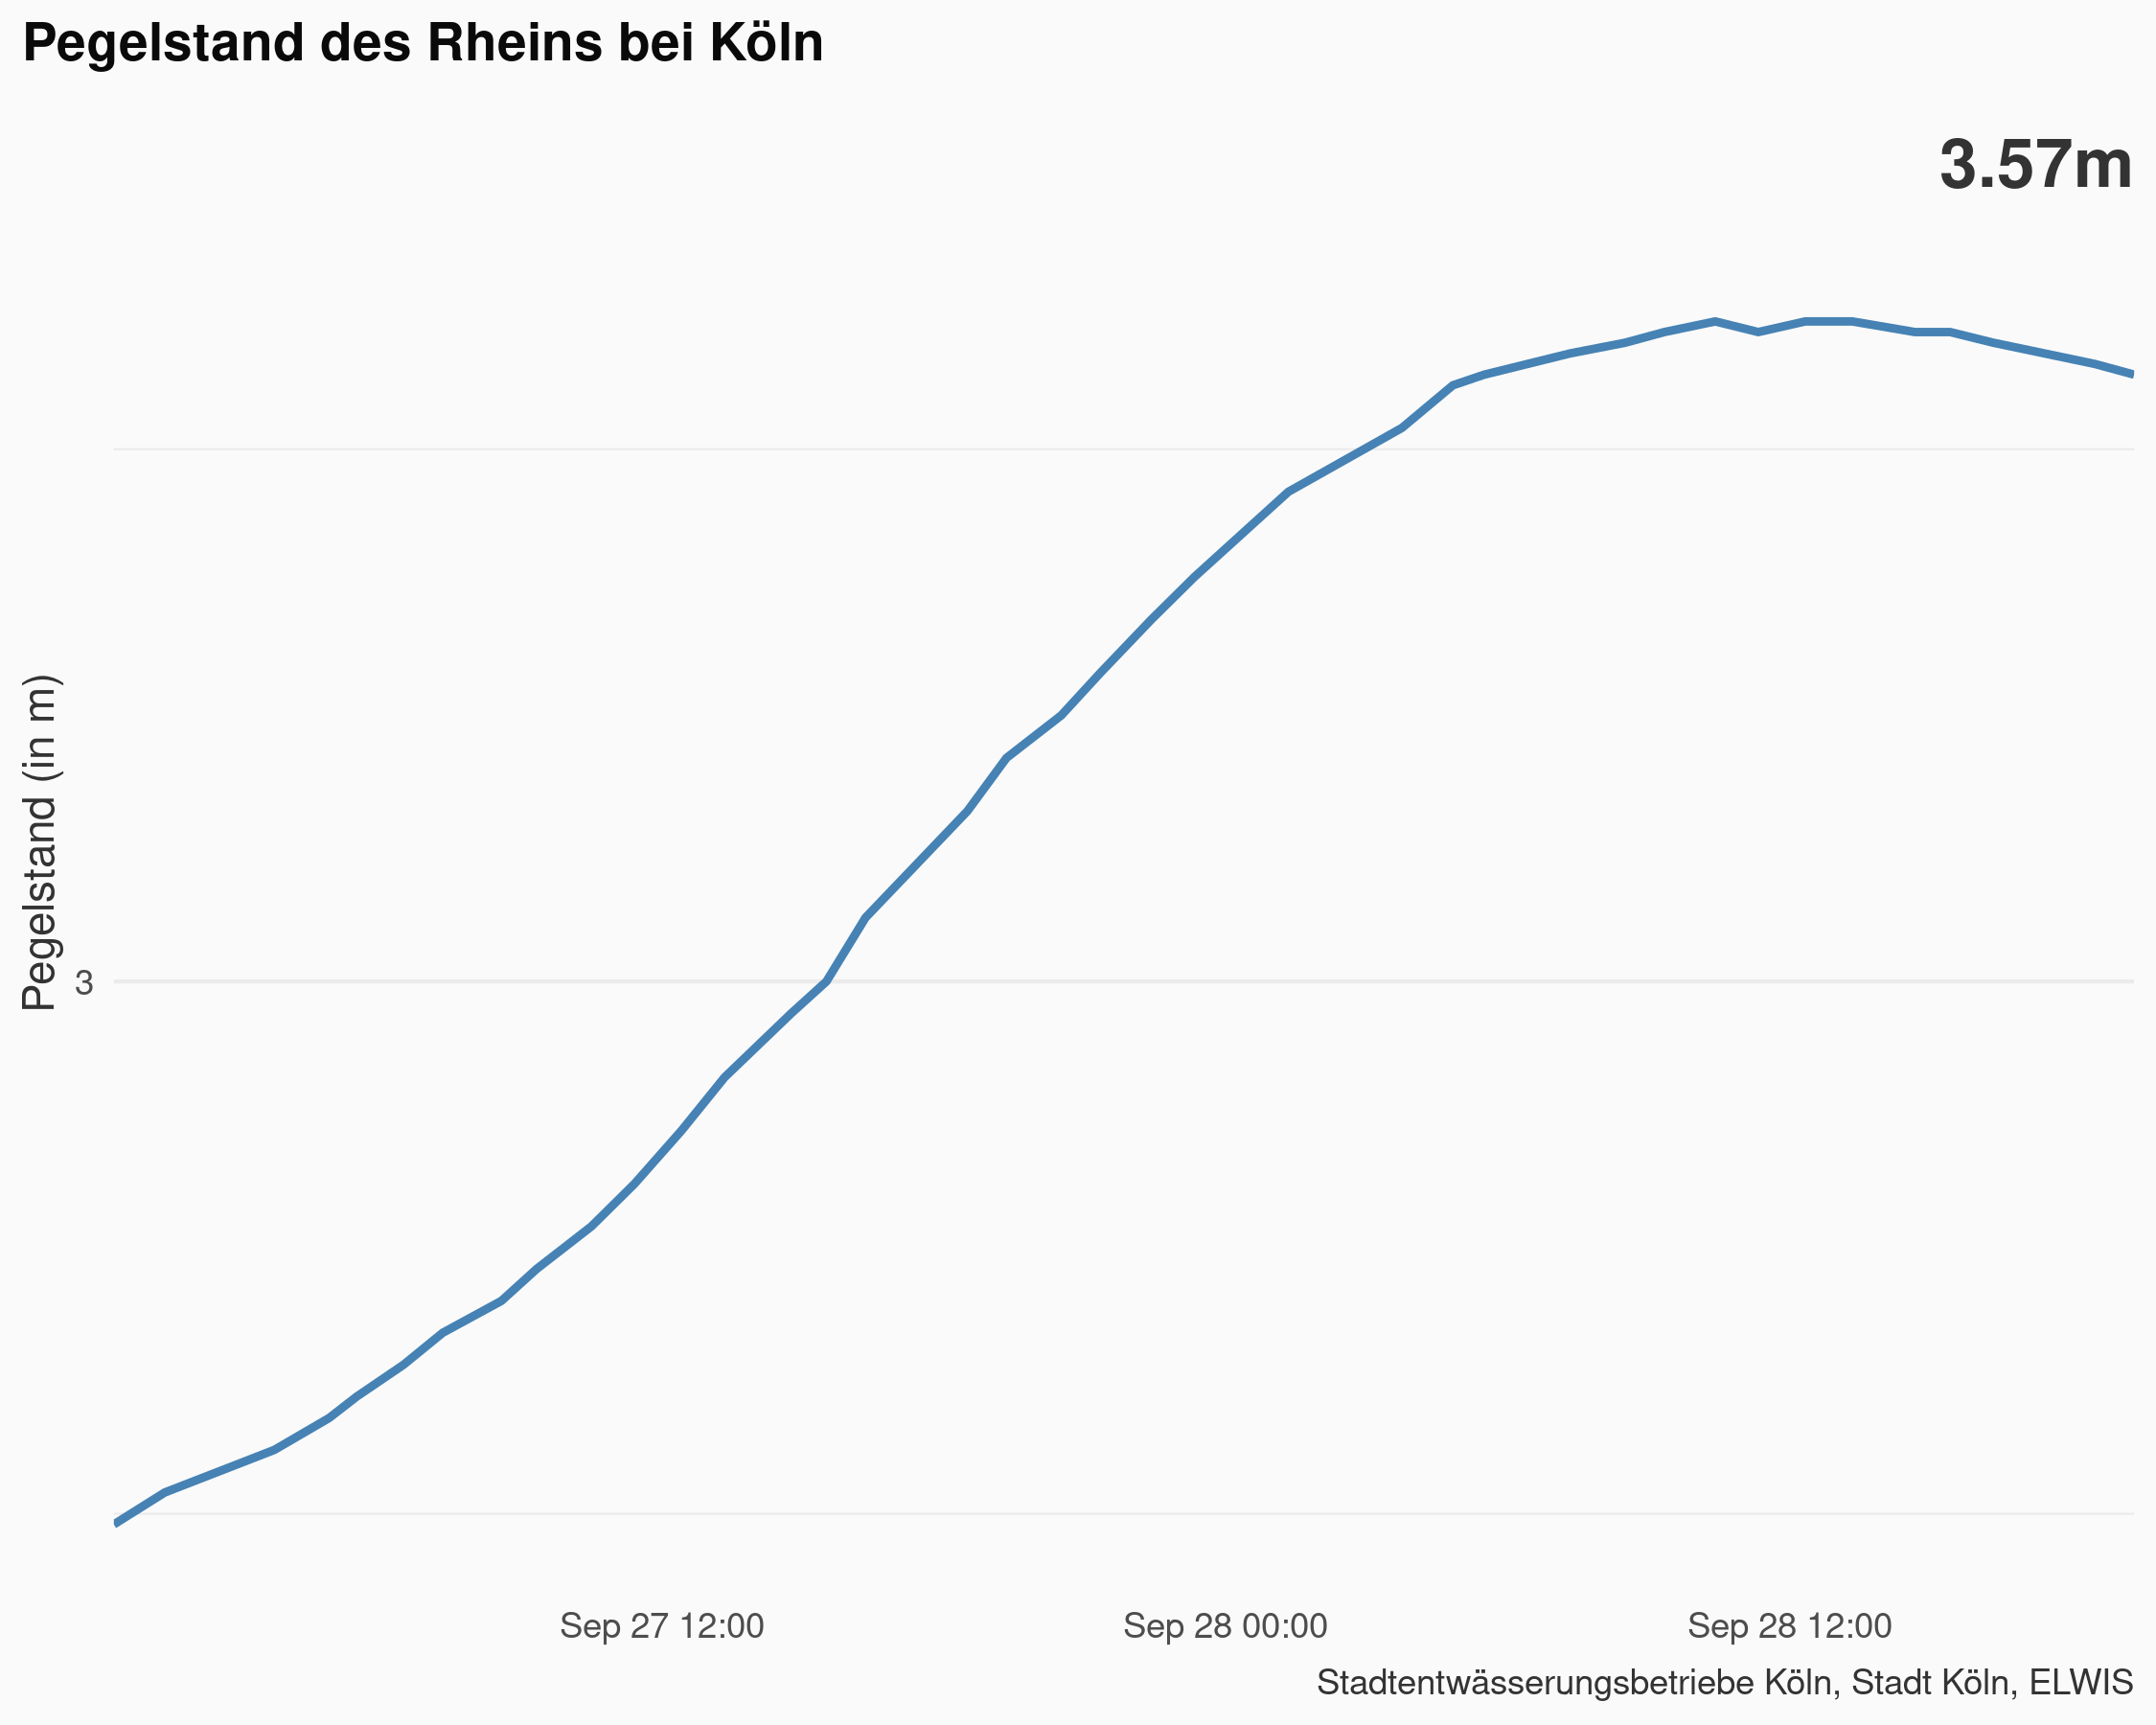 Pegelstand des Rheins bei Köln
3.57m
Pegelstand (in m)
3
Sep 27 12:00
Sep 28 00:00
Sep 28 12:00
Stadtentwässerungsbetriebe Köln, Stadt Köln, ELWIS